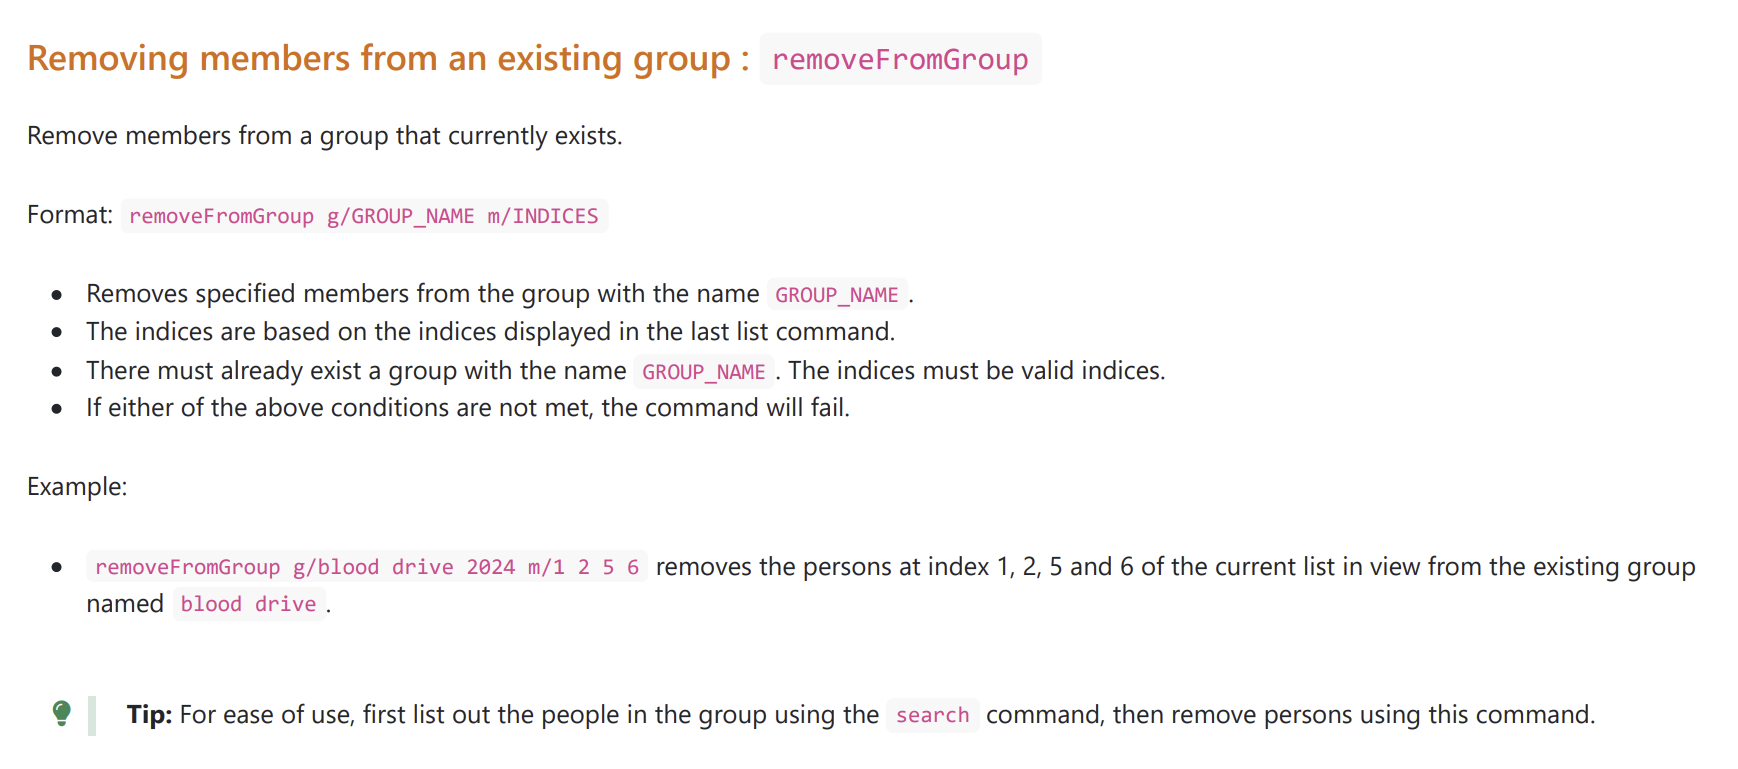 Removing members from an existing group : removeFromGroup
Remove members from a group that currently exists.
Format: removeFromGroup g/GROUP_NAME m/INDICES
• Removes specified members from the group with the name GROUP_NAME.
• The indices are based on the indices displayed in the last list command.
• There must already exist a group with the name GROUP_NAME. The indices must be valid indices.
• If either of the above conditions are not met, the command will fail.
Example:
• removeFromGroup g/blood drive 2024 m/1 2 5 6 removes the persons at index 1, 2, 5 and 6 of the current list in view from the existing group
named blood drive.
Tip: For ease of use, first list out the people in the group using the search command, then remove persons using this command.